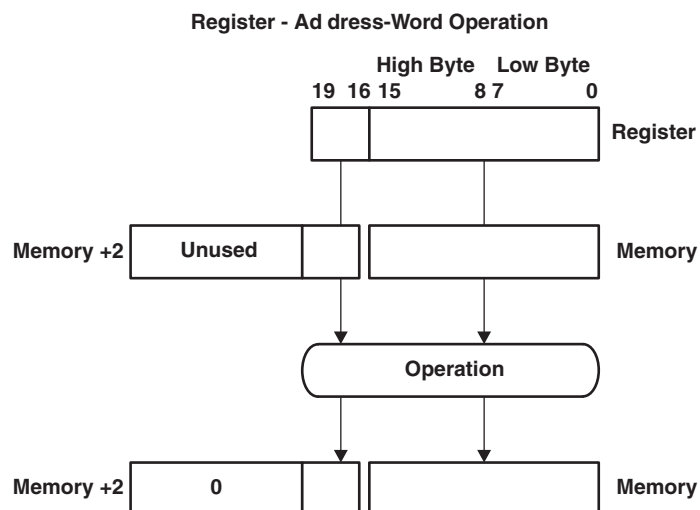 Register - Ad dress-Word Operation
High Byte Low Byte
19 16 15 8 7 0
Register
Memory +2 Unused Memory
Operation
Memory +2 0 Memory